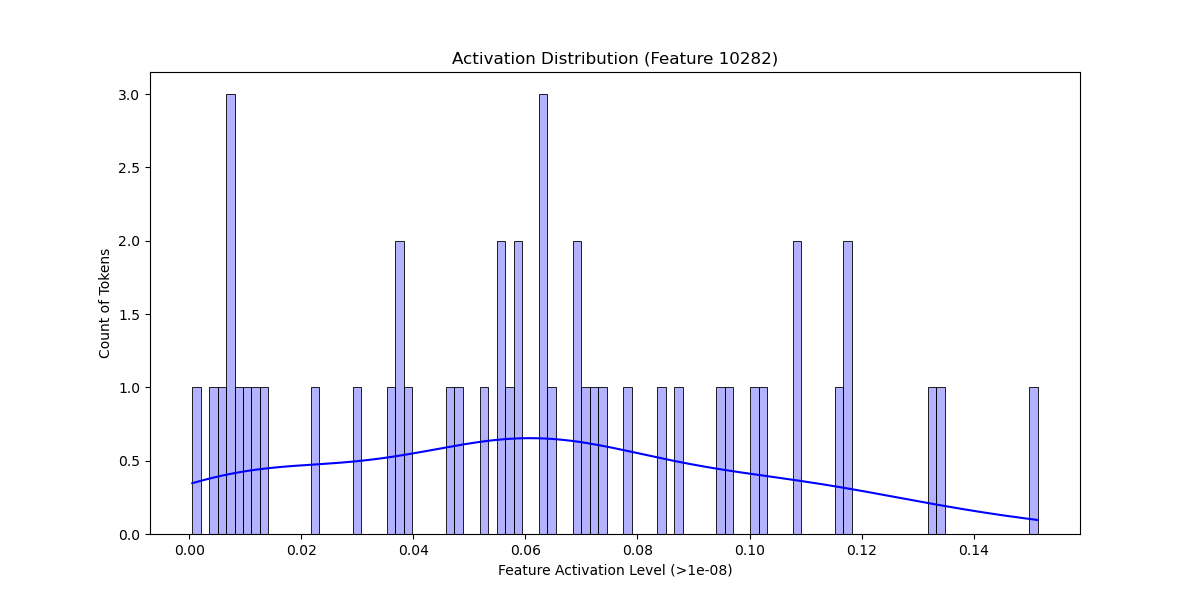 Activation Distribution (Feature 10282)
3.0
2.5
2.0
1.5
1.0
0.5
0.0
Count of Tokens
0.00 0.02 0.04 0.06 0.08 0.10 0.12 0.14
Feature Activation Level (>1e-08)